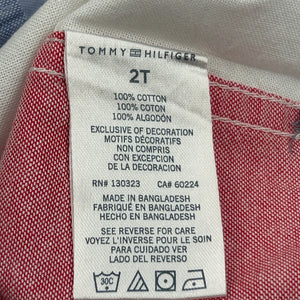 TOMMY HILFIGER
2T
100% COTTON
100% COTON
100% ALGODÓN
EXCLUSIVE OF DECORATION
MOTIFS DÉCORATIFS
NON COMPRIS
CON EXCEPCION
DE LA DECORACION
RN# 130323 CA# 60224
MADE IN BANGLADESH
FABRIQUÉ EN BANGLADESH
HECHO EN BANGLADESH
SEE REVERSE FOR CARE
VOYEZ L'INVERSE POUR LE SOIN
PARA CUIDADO VEA
LADO DEL REVERSO
30C